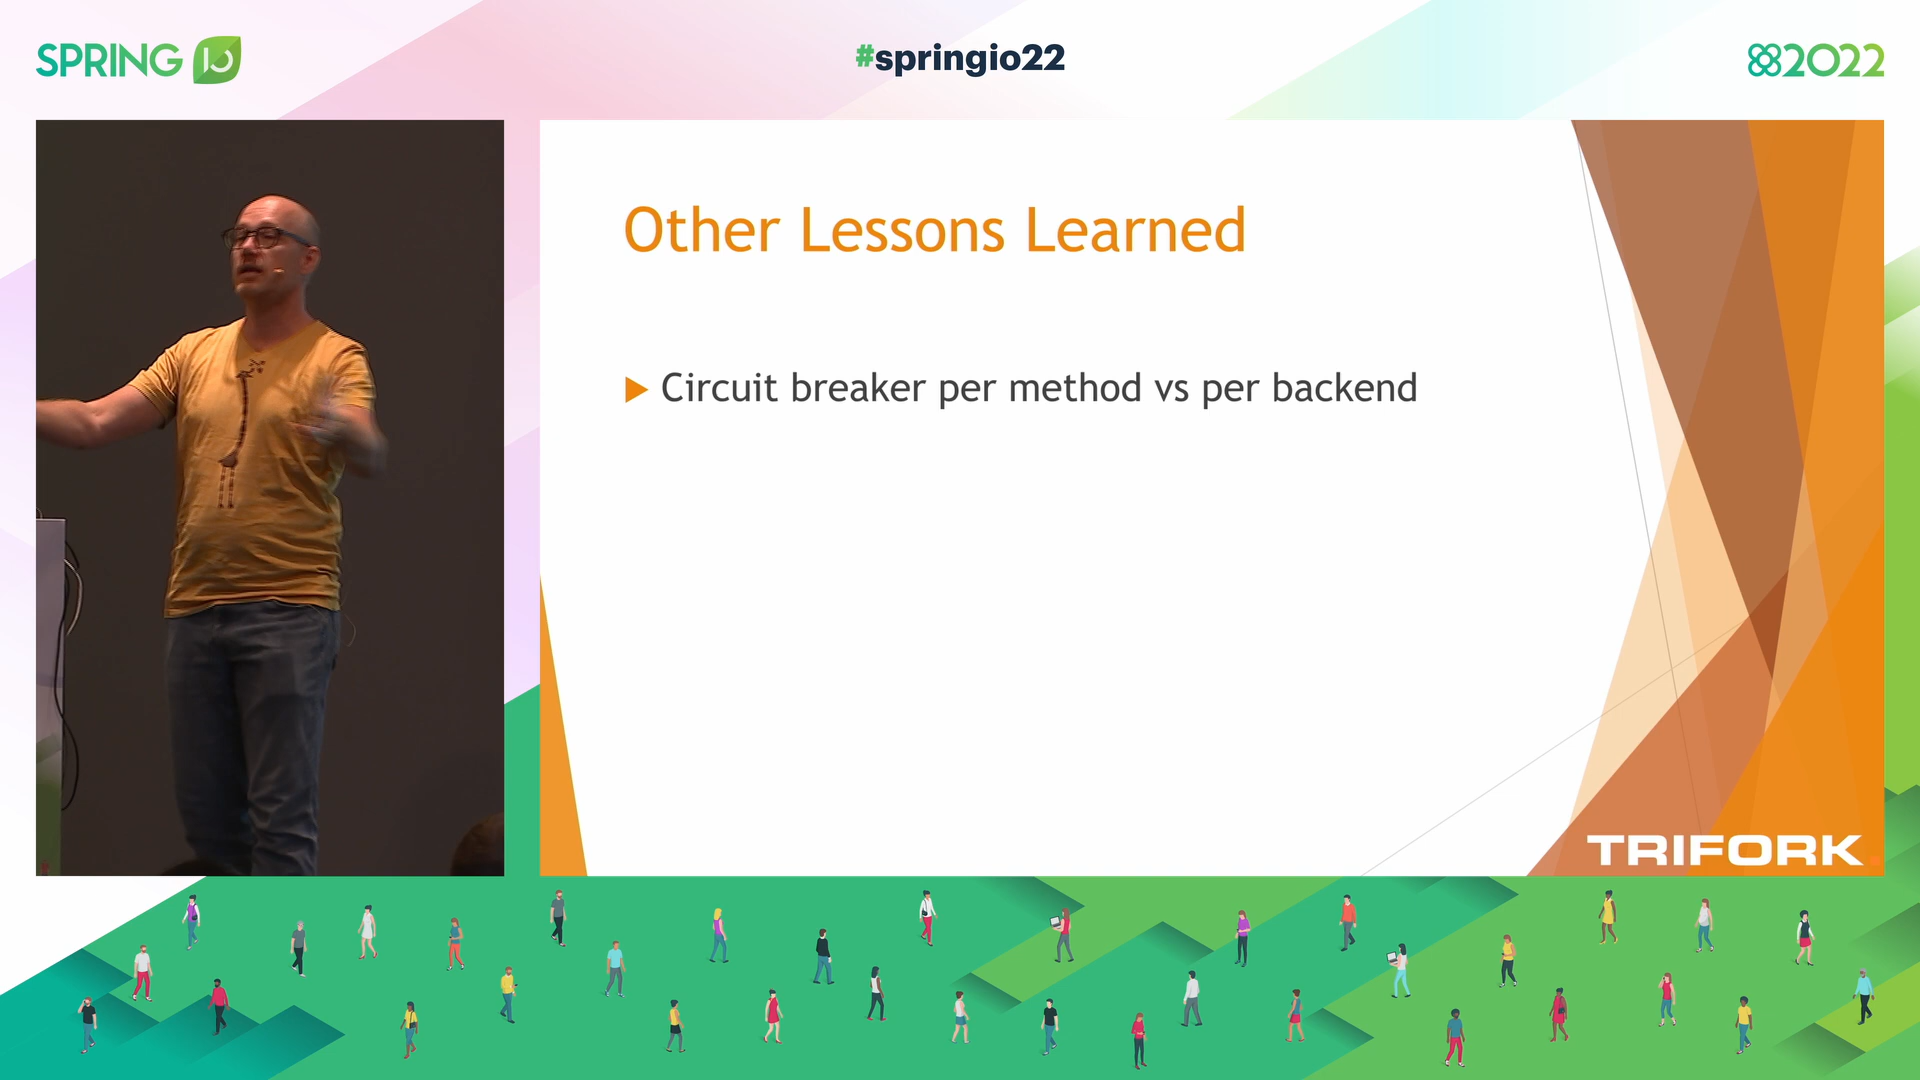 SPRING IO
#springio22
2022
Other Lessons Learned
Circuit breaker per method vs per backend
TRIFORK